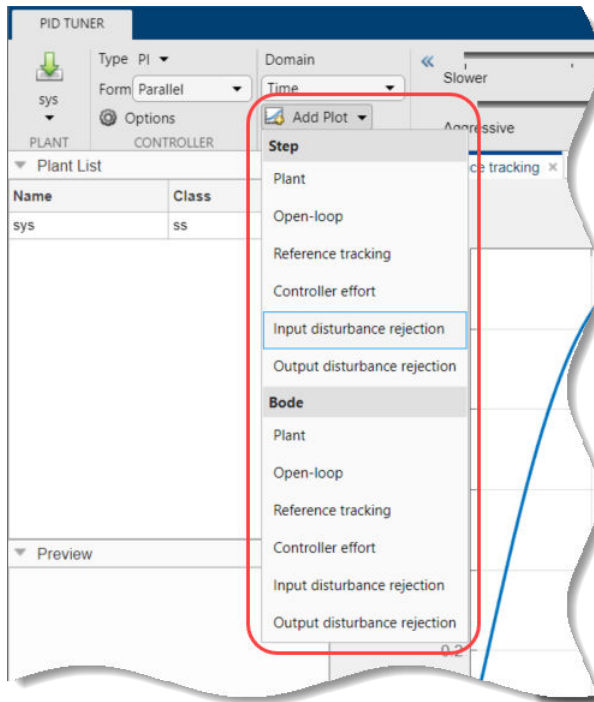 PID TUNER
Type PI
Domain
Slower
Form Parallel
Time
sys
Options
Add Plot
Aggressive
PLANT
CONTROLLER
Step
Plant List
ce tracking ×
Name Class
Plant
sys ss
Open-loop
Reference tracking
Controller effort
Input disturbance rejection
Output disturbance rejection
Bode
Plant
Open-loop
Reference tracking
Controller effort
Preview
Input disturbance rejection
Output disturbance rejection
0.2